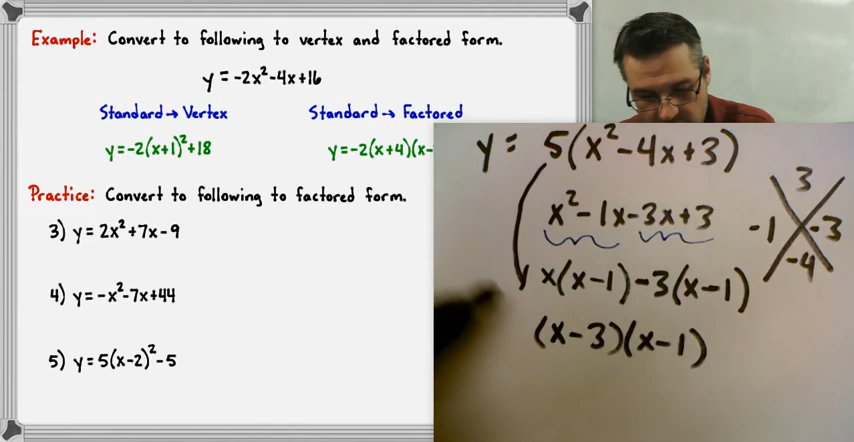 Example: Convert to following to vertex and factored form.
y = -2x² - 4x + 16
Standard → Vertex
Standard → Factored
y = -2(x+1)² + 18
y = -2(x+4)(x-
Practice: Convert to following to factored form.
3) y = 2x² + 7x - 9
4) y = -x² - 7x + 44
5) y = 5(x-2)² - 5
y = 5(x² - 4x + 3)
x² - 1x - 3x + 3
x(x-1) - 3(x-1)
(x-3)(x-1)
3
-1 -3
-4